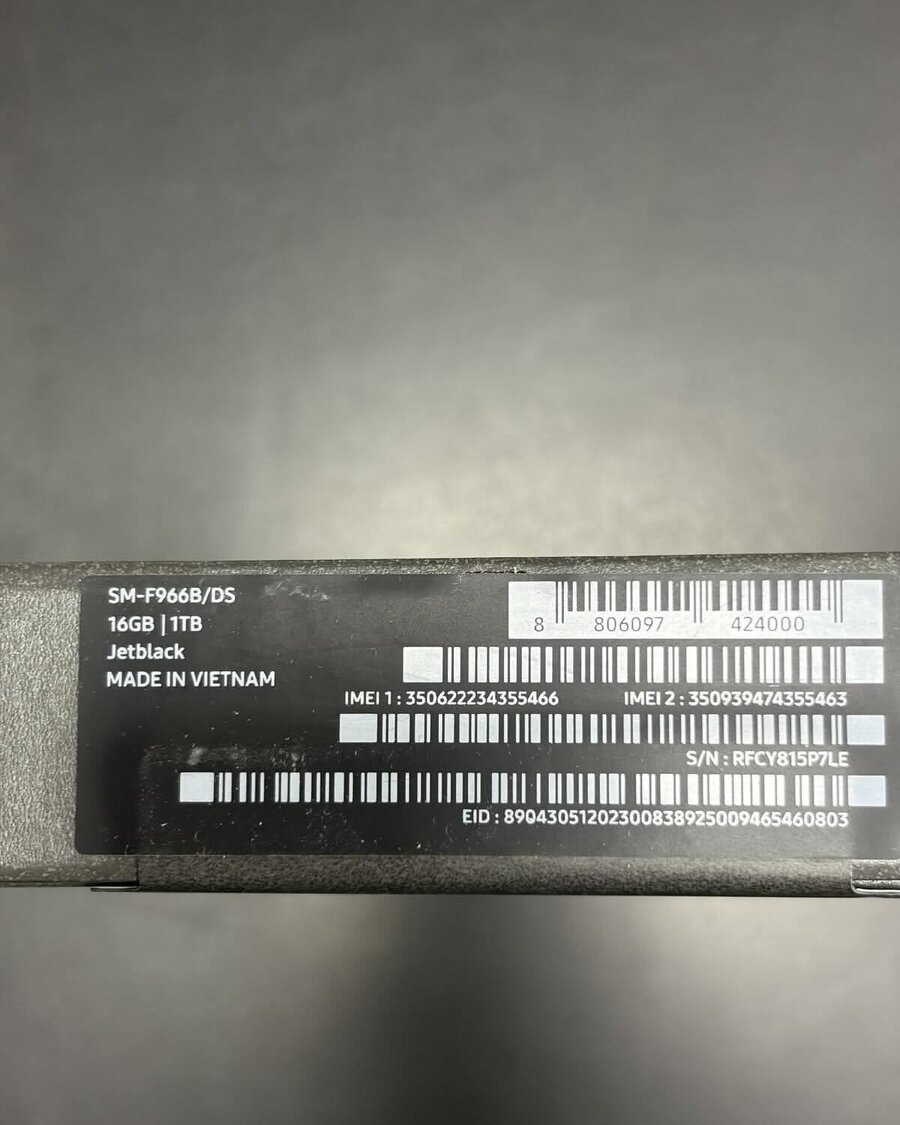 SM-F966B/DS
16GB | 1TB
Jetblack
MADE IN VIETNAM
8 806097 424000
IMEI 1 : 350622234355466 IMEI 2 : 350939474355463
S/N : RFCY815P7LE
EID : 89043051202300838925009465460803